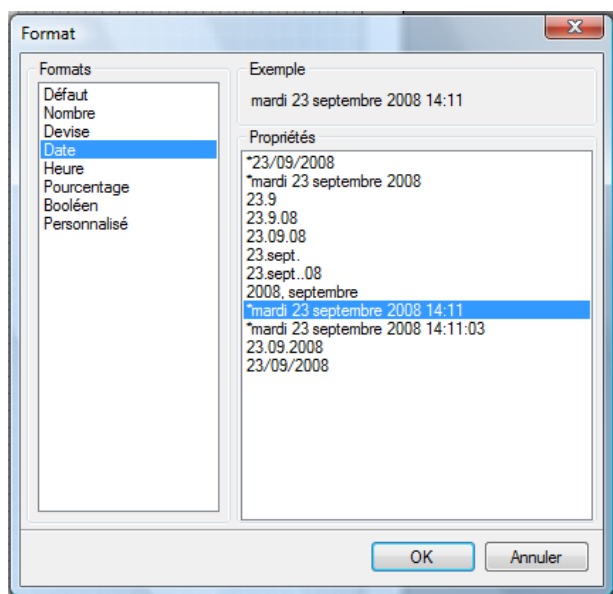 Format
Formats
Défaut
Nombre
Devise
Date
Heure
Pourcentage
Booléen
Personnalisé
Exemple
mardi 23 septembre 2008 14:11
Propriétés
*23/09/2008
*mardi 23 septembre 2008
23.9
23.9.08
23.09.08
23.sept.
23.sept..08
2008, septembre
*mardi 23 septembre 2008 14:11
*mardi 23 septembre 2008 14:11:03
23.09.2008
23/09/2008
OK
Annuler